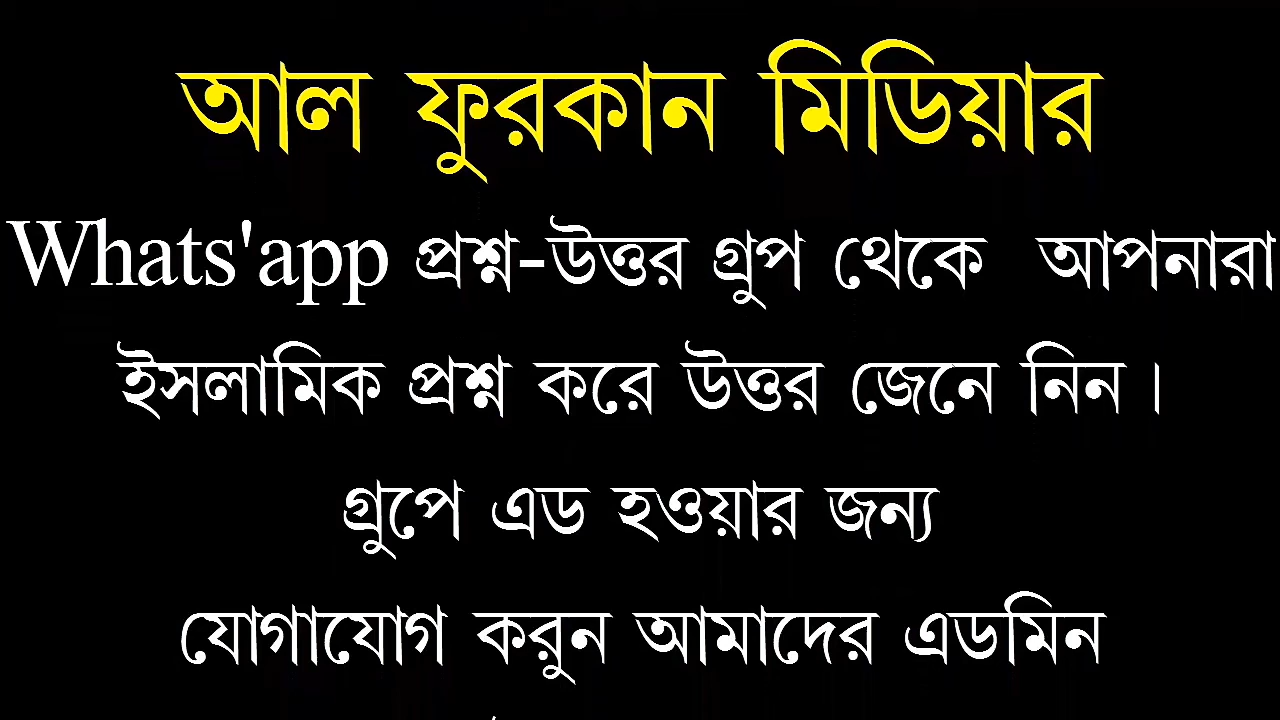 আল ফুরকান মিডিয়ার
Whats'app প্রশ্ন-উত্তর গ্রুপ থেকে আপনারা
ইসলামিক প্রশ্ন করে উত্তর জেনে নিন।
গ্রুপে এড হওয়ার জন্য
যোগাযোগ করুন আমাদের এডমিন